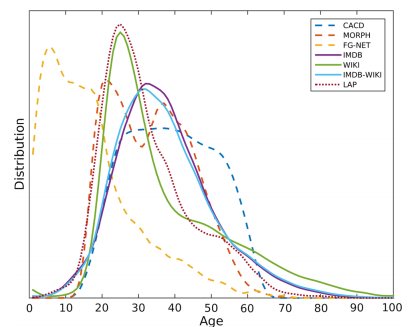 CACD
MORPH
FG-NET
IMDB
WIKI
IMDB-WIKI
LAP
Distribution
0 10 20 30 40 50 60 70 80 90 100
Age